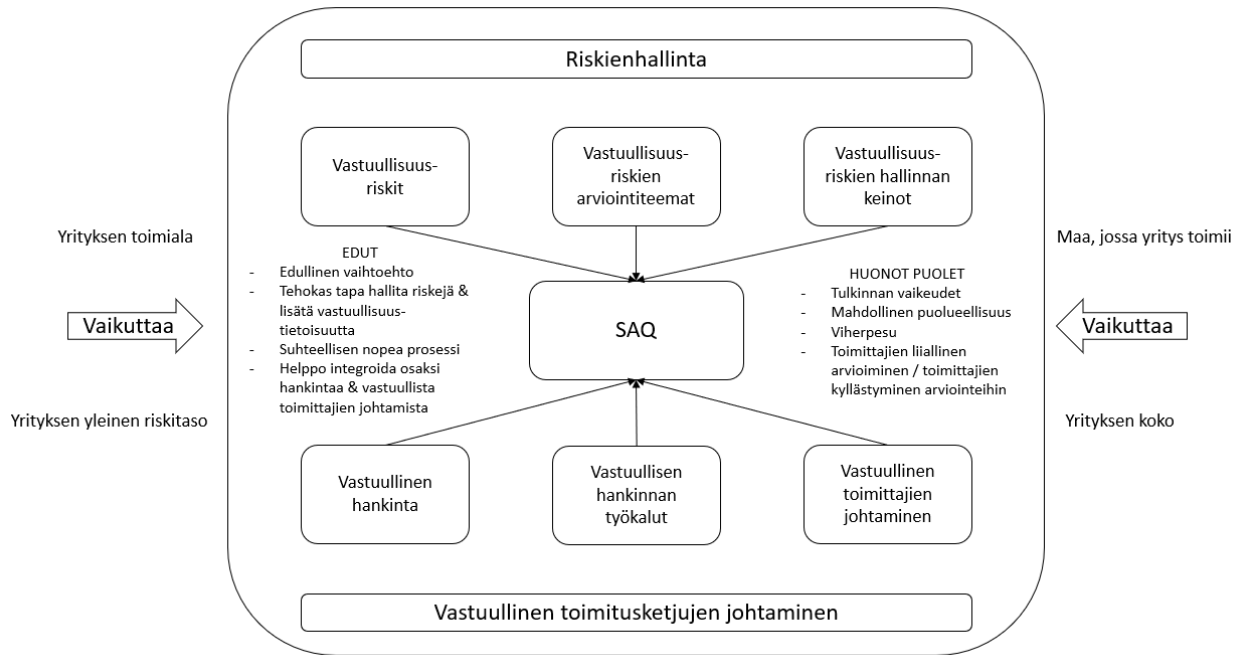 Riskienhallinta
Vastuullisuus-
riskit
Vastuullisuus-
riskien
arviointiteemat
Vastuullisuus-
riskien hallinnan
keinot
Yrityksen toimiala
Maa, jossa yritys toimii
EDUT
- Edullinen vaihtoehto
- Tehokas tapa hallita riskejä &
lisätä vastuullisuus-
tietoisuutta
- Suhteellisen nopea prosessi
- Helppo integroida osaksi
hankintaa & vastuullista
toimittajien johtamista
SAQ
HUONOT PUOLET
- Tulkinnan vaikeudet
- Mahdollinen puolueellisuus
- Viherpesu
- Toimittajien liiallinen
arvioiminen / toimittajien
kyllästyminen arviointeihin
Vaikuttaa
Vaikuttaa
Yrityksen yleinen riskitaso
Yrityksen koko
Vastuullinen
hankinta
Vastuullisen
hankinnan
työkalut
Vastuullinen
toimittajien
johtaminen
Vastuullinen toimitusketjujen johtaminen